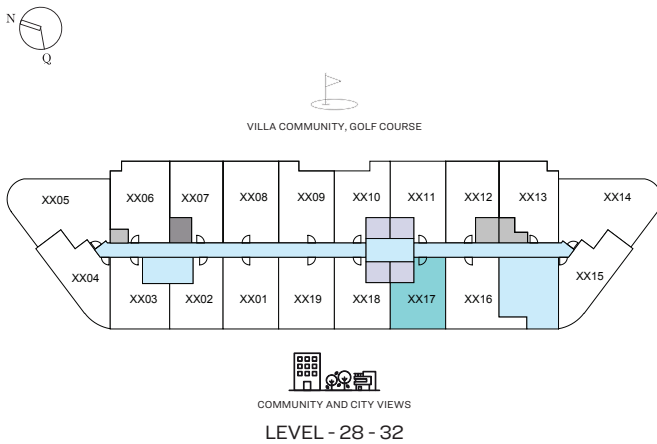 N
Q
VILLA COMMUNITY, GOLF COURSE
XX05 XX06 XX07 XX08 XX09 XX10 XX11 XX12 XX13 XX14
XX04 XX03 XX02 XX01 XX19 XX18 XX17 XX16 XX15
COMMUNITY AND CITY VIEWS
LEVEL - 28 - 32